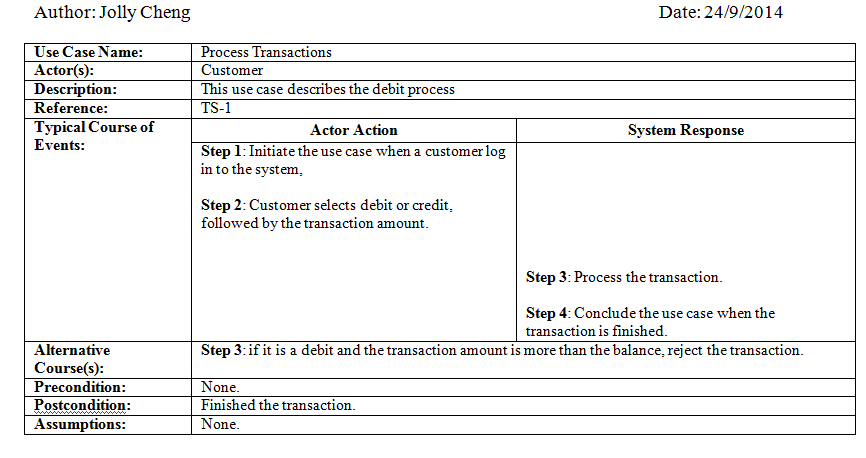 Author: Jolly Cheng Date: 24/9/2014
Use Case Name: Process Transactions
Actor(s): Customer
Description: This use case describes the debit process
Reference: TS-1
Typical Course of
Events:
Actor Action System Response
Step 1: Initiate the use case when a customer log
in to the system,
Step 2: Customer selects debit or credit,
followed by the transaction amount.
Step 3: Process the transaction.
Step 4: Conclude the use case when the
transaction is finished.
Alternative
Course(s):
Step 3: if it is a debit and the transaction amount is more than the balance, reject the transaction.
Precondition: None.
Postcondition: Finished the transaction.
Assumptions: None.